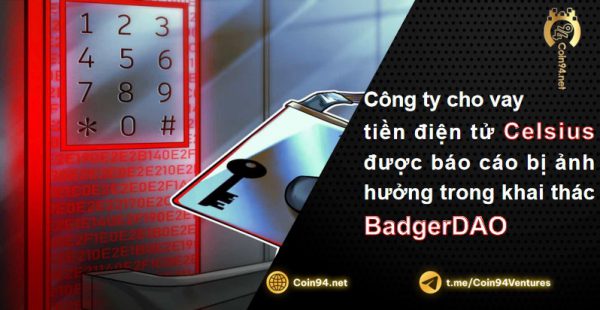 Coin94.net
1 2 3
4 5 6
7 8 9
* 0 #
Công ty cho vay
tiền điện tử Celsius
được báo cáo bị ảnh
hưởng trong khai thác
BadgerDAO
Coin94.net
t.me/Coin94Ventures